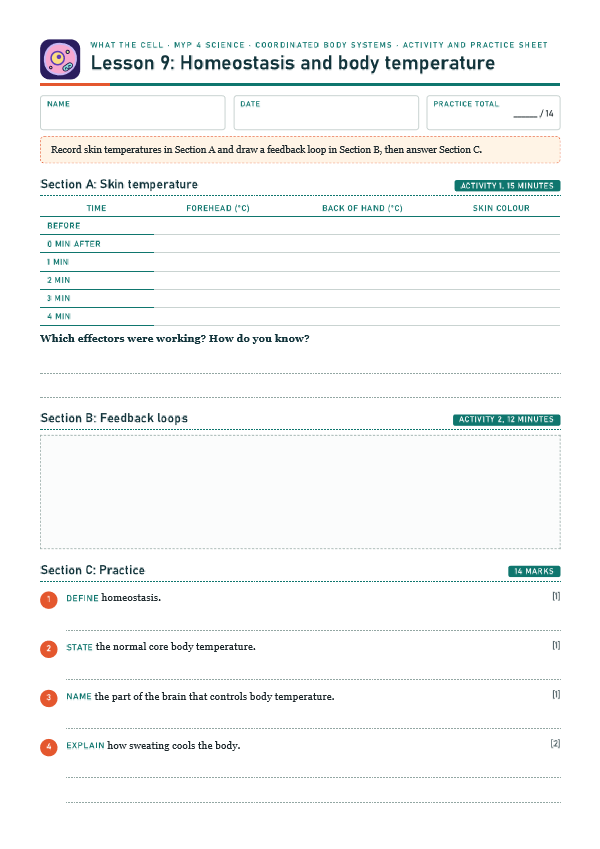 WHAT THE CELL · MYP 4 SCIENCE · COORDINATED BODY SYSTEMS · ACTIVITY AND PRACTICE SHEET
Lesson 9: Homeostasis and body temperature
NAME
DATE
PRACTICE TOTAL
_____ / 14
Record skin temperatures in Section A and draw a feedback loop in Section B, then answer Section C.
Section A: Skin temperature
ACTIVITY 1, 15 MINUTES
TIME FOREHEAD (°C) BACK OF HAND (°C) SKIN COLOUR
BEFORE
0 MIN AFTER
1 MIN
2 MIN
3 MIN
4 MIN
Which effectors were working? How do you know?
Section B: Feedback loops
ACTIVITY 2, 12 MINUTES
Section C: Practice
14 MARKS
1 DEFINE homeostasis. [1]
2 STATE the normal core body temperature. [1]
3 NAME the part of the brain that controls body temperature. [1]
4 EXPLAIN how sweating cools the body. [2]